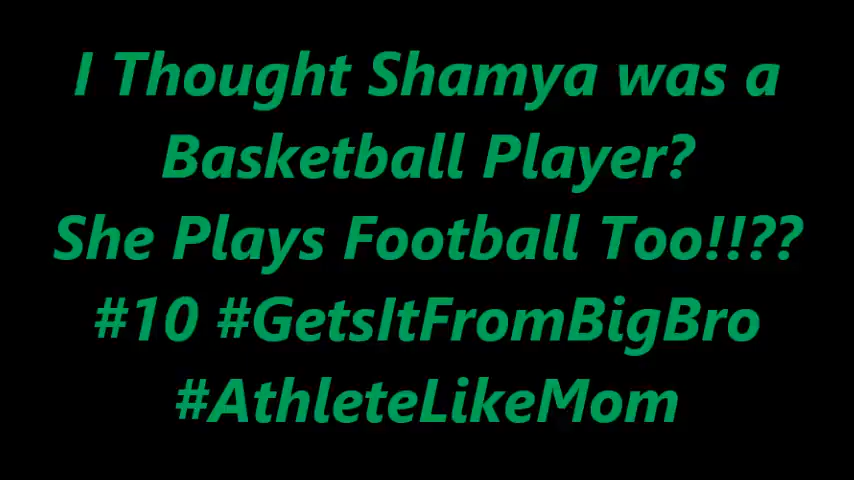 I Thought Shamya was a
Basketball Player?
She Plays Football Too!!??
#10 #GetsItFromBigBro
#AthleteLikeMom